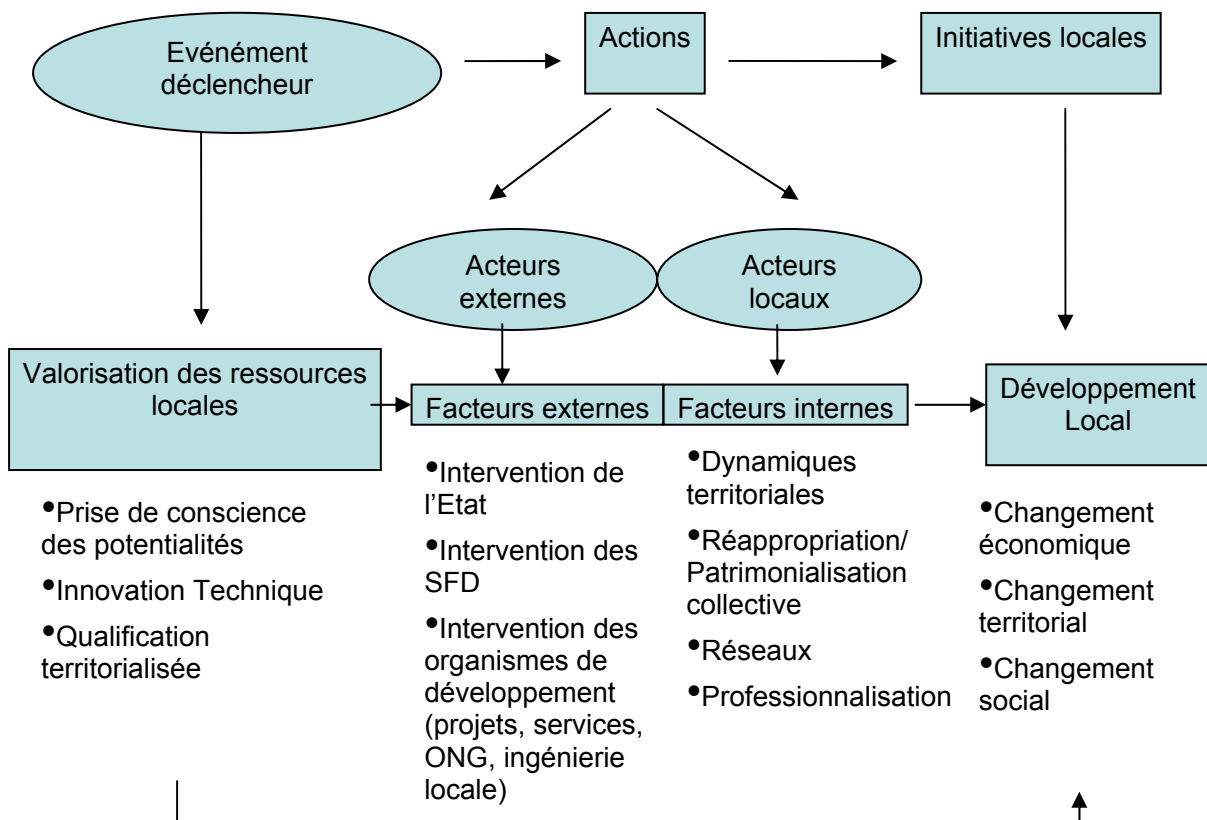 Evénément
déclencheur
Actions
Initiatives locales
Acteurs
externes
Acteurs
locaux
Valorisation des ressources
locales
Facteurs externes
Facteurs internes
Développement
Local
•Prise de conscience
des potentialités
•Innovation Technique
•Qualification
territorialisée
•Intervention de
l’Etat
•Intervention des
SFD
•Intervention des
organismes de
développement
(projets, services,
ONG, ingénierie
locale)
•Dynamiques
territoriales
•Réappropriation/
Patrimonialisation
collective
•Réseaux
•Professionnalisation
•Changement
économique
•Changement
territorial
•Changement
social